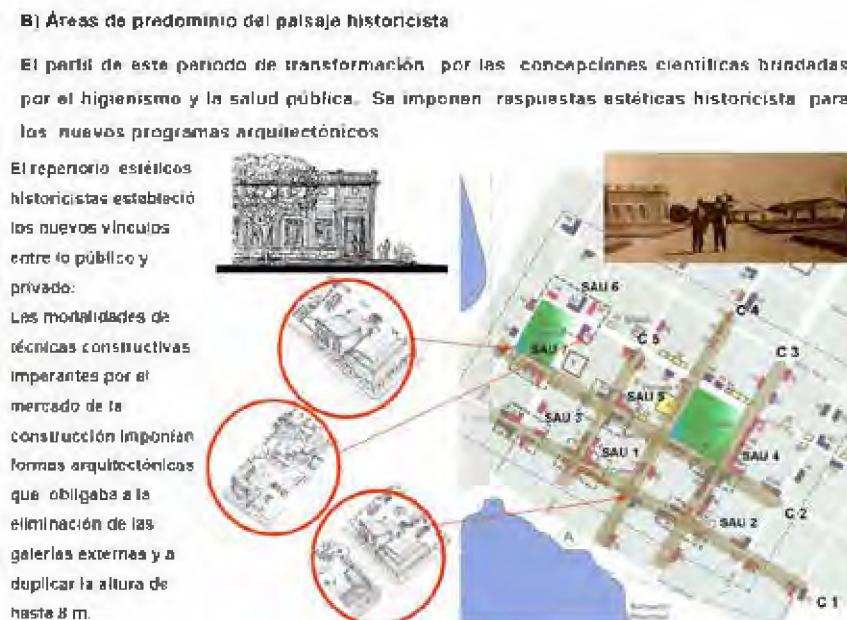 B) Áreas de predominio del paisaje historicista
El perfil de este periodo de transformación por las concepciones científicas brindadas
por el higienismo y la salud pública. Se imponen respuestas estéticas historicista para
los nuevos programas arquitectónicos
El repertorio estéticos
historicistas estableció
los nuevos vínculos
entre lo público y
privado:
Las modalidades de
técnicas constructivas
imperantes por el
mercado de la
construcción imponían
formas arquitectónicas
que obligaba a la
eliminación de las
galerías externas y a
duplicar la altura de
hasta 8 m.
SAU 6
C 4
SAU
C 5
C 3
SAU 5
SAU 3
SAU 1
SAU 4
C 2
SAU 2
A
C 1